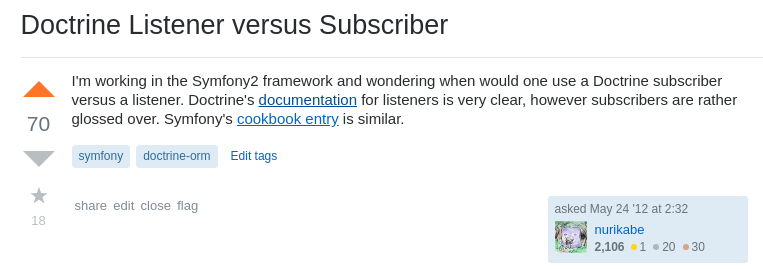 Doctrine Listener versus Subscriber
I'm working in the Symfony2 framework and wondering when would one use a Doctrine subscriber
versus a listener. Doctrine's documentation for listeners is very clear, however subscribers are rather
glossed over. Symfony's cookbook entry is similar.
70
symfony doctrine-orm Edit tags
18
share edit close flag
asked May 24 '12 at 2:32
nurikabe
2,106 1 20 30